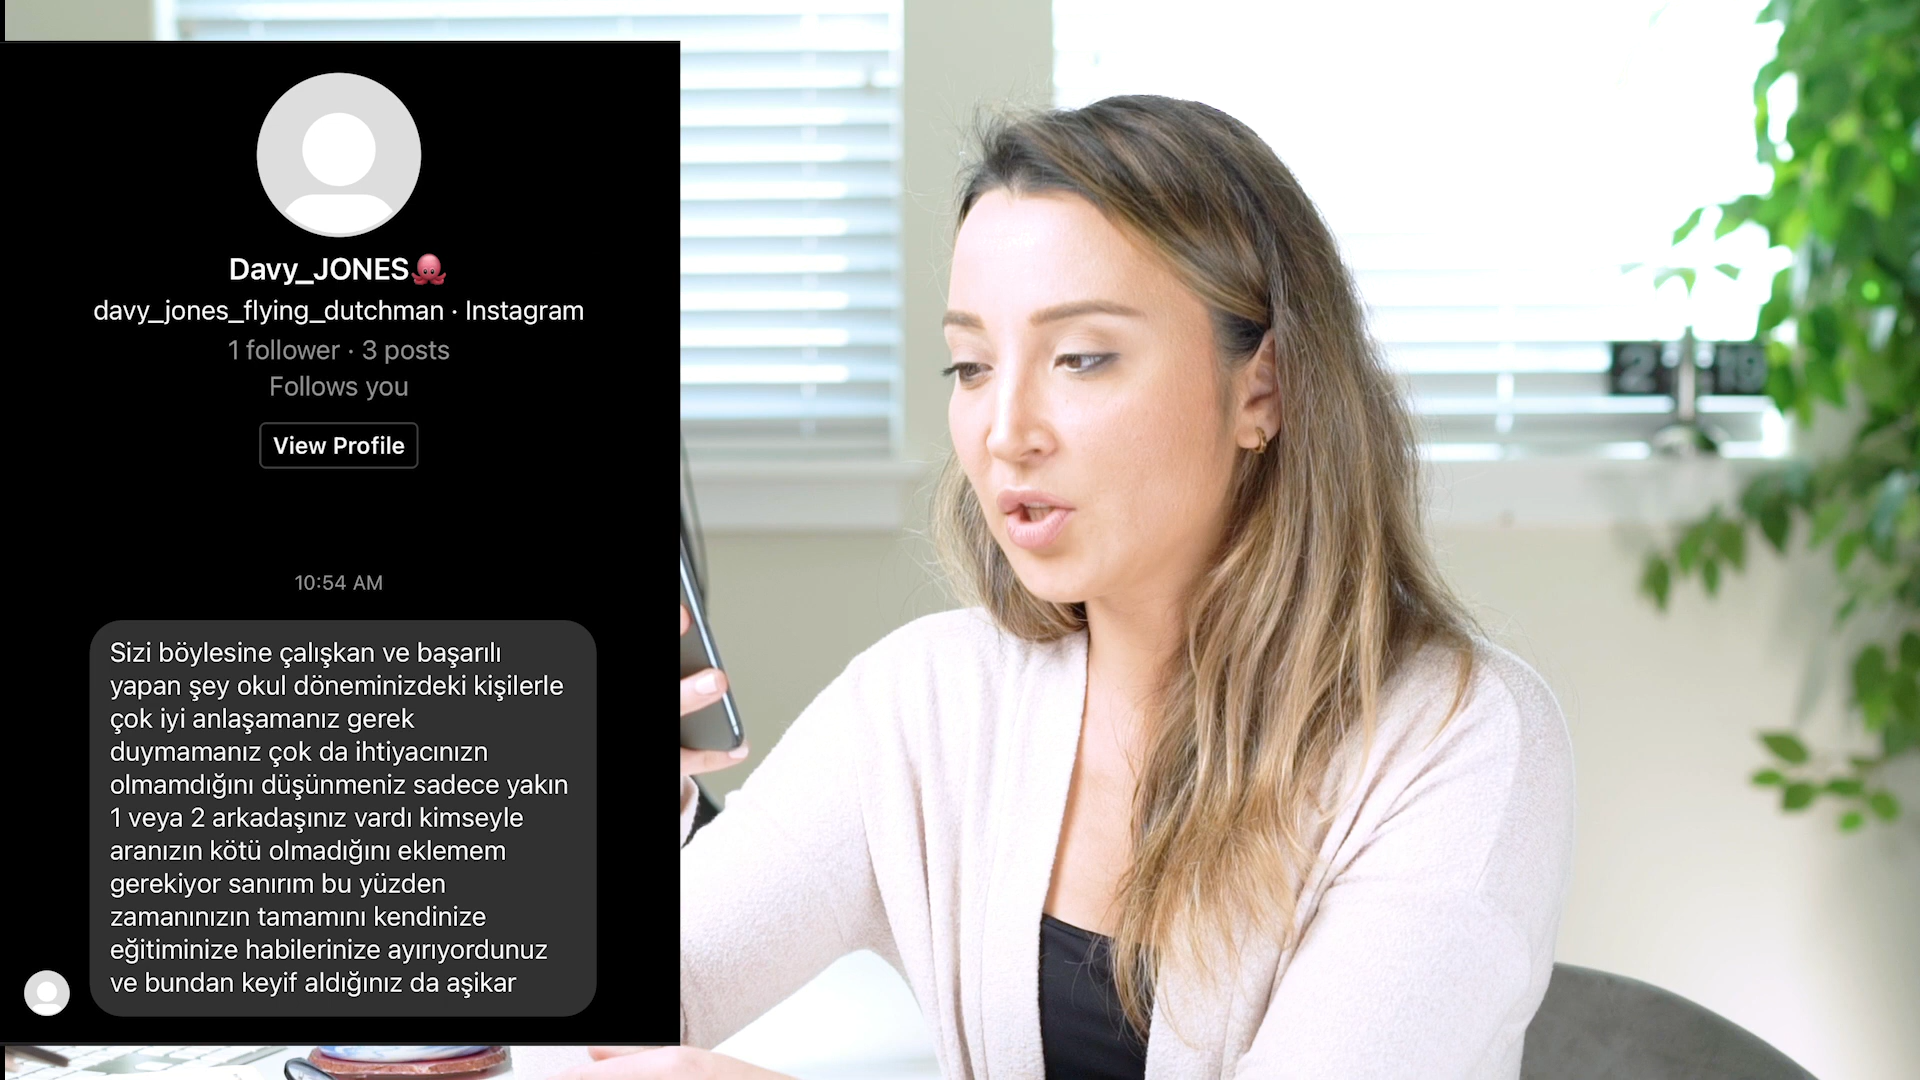 Davy_JONES🐙
davy_jones_flying_dutchman · Instagram
1 follower · 3 posts
Follows you
View Profile
10:54 AM
Sizi böylesine çalışkan ve başarılı
yapan şey okul döneminizdeki kişilerle
çok iyi anlaşamanız gerek
duymamanız çok da ihtiyacınızn
olmamdığını düşünmeniz sadece yakın
1 veya 2 arkadaşınız vardı kimseyle
aranızın kötü olmadığını eklemem
gerekiyor sanırım bu yüzden
zamanınızın tamamını kendinize
eğitiminize habilerinize ayırıyordunuz
ve bundan keyif aldığınız da aşikar
2 19